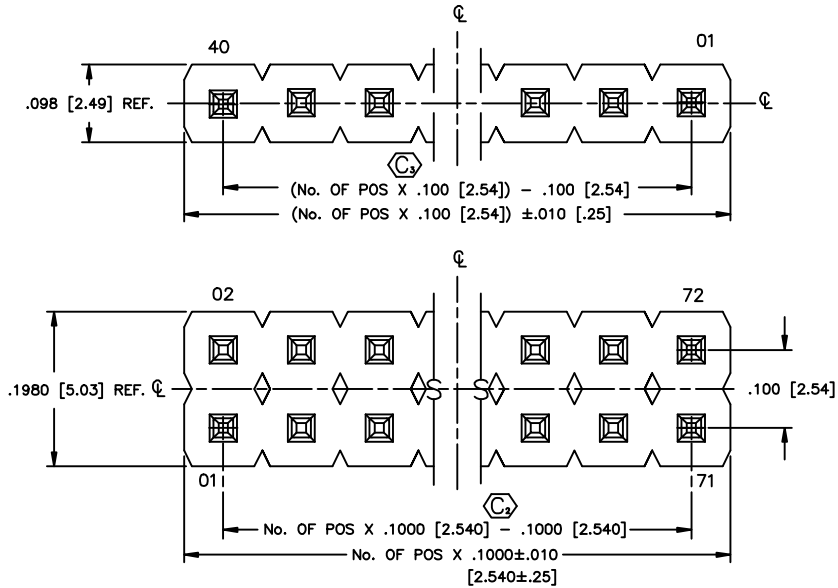 ℄
40 01
.098 [2.49] REF. ℄
C₃
(No. OF POS X .100 [2.54]) – .100 [2.54]
(No. OF POS X .100 [2.54]) ±.010 [.25]
℄
02 72
.1980 [5.03] REF. ℄ .100 [2.54]
01 71
C₂
No. OF POS X .1000 [2.540] – .1000 [2.540]
No. OF POS X .1000±.010
[2.540±.25]